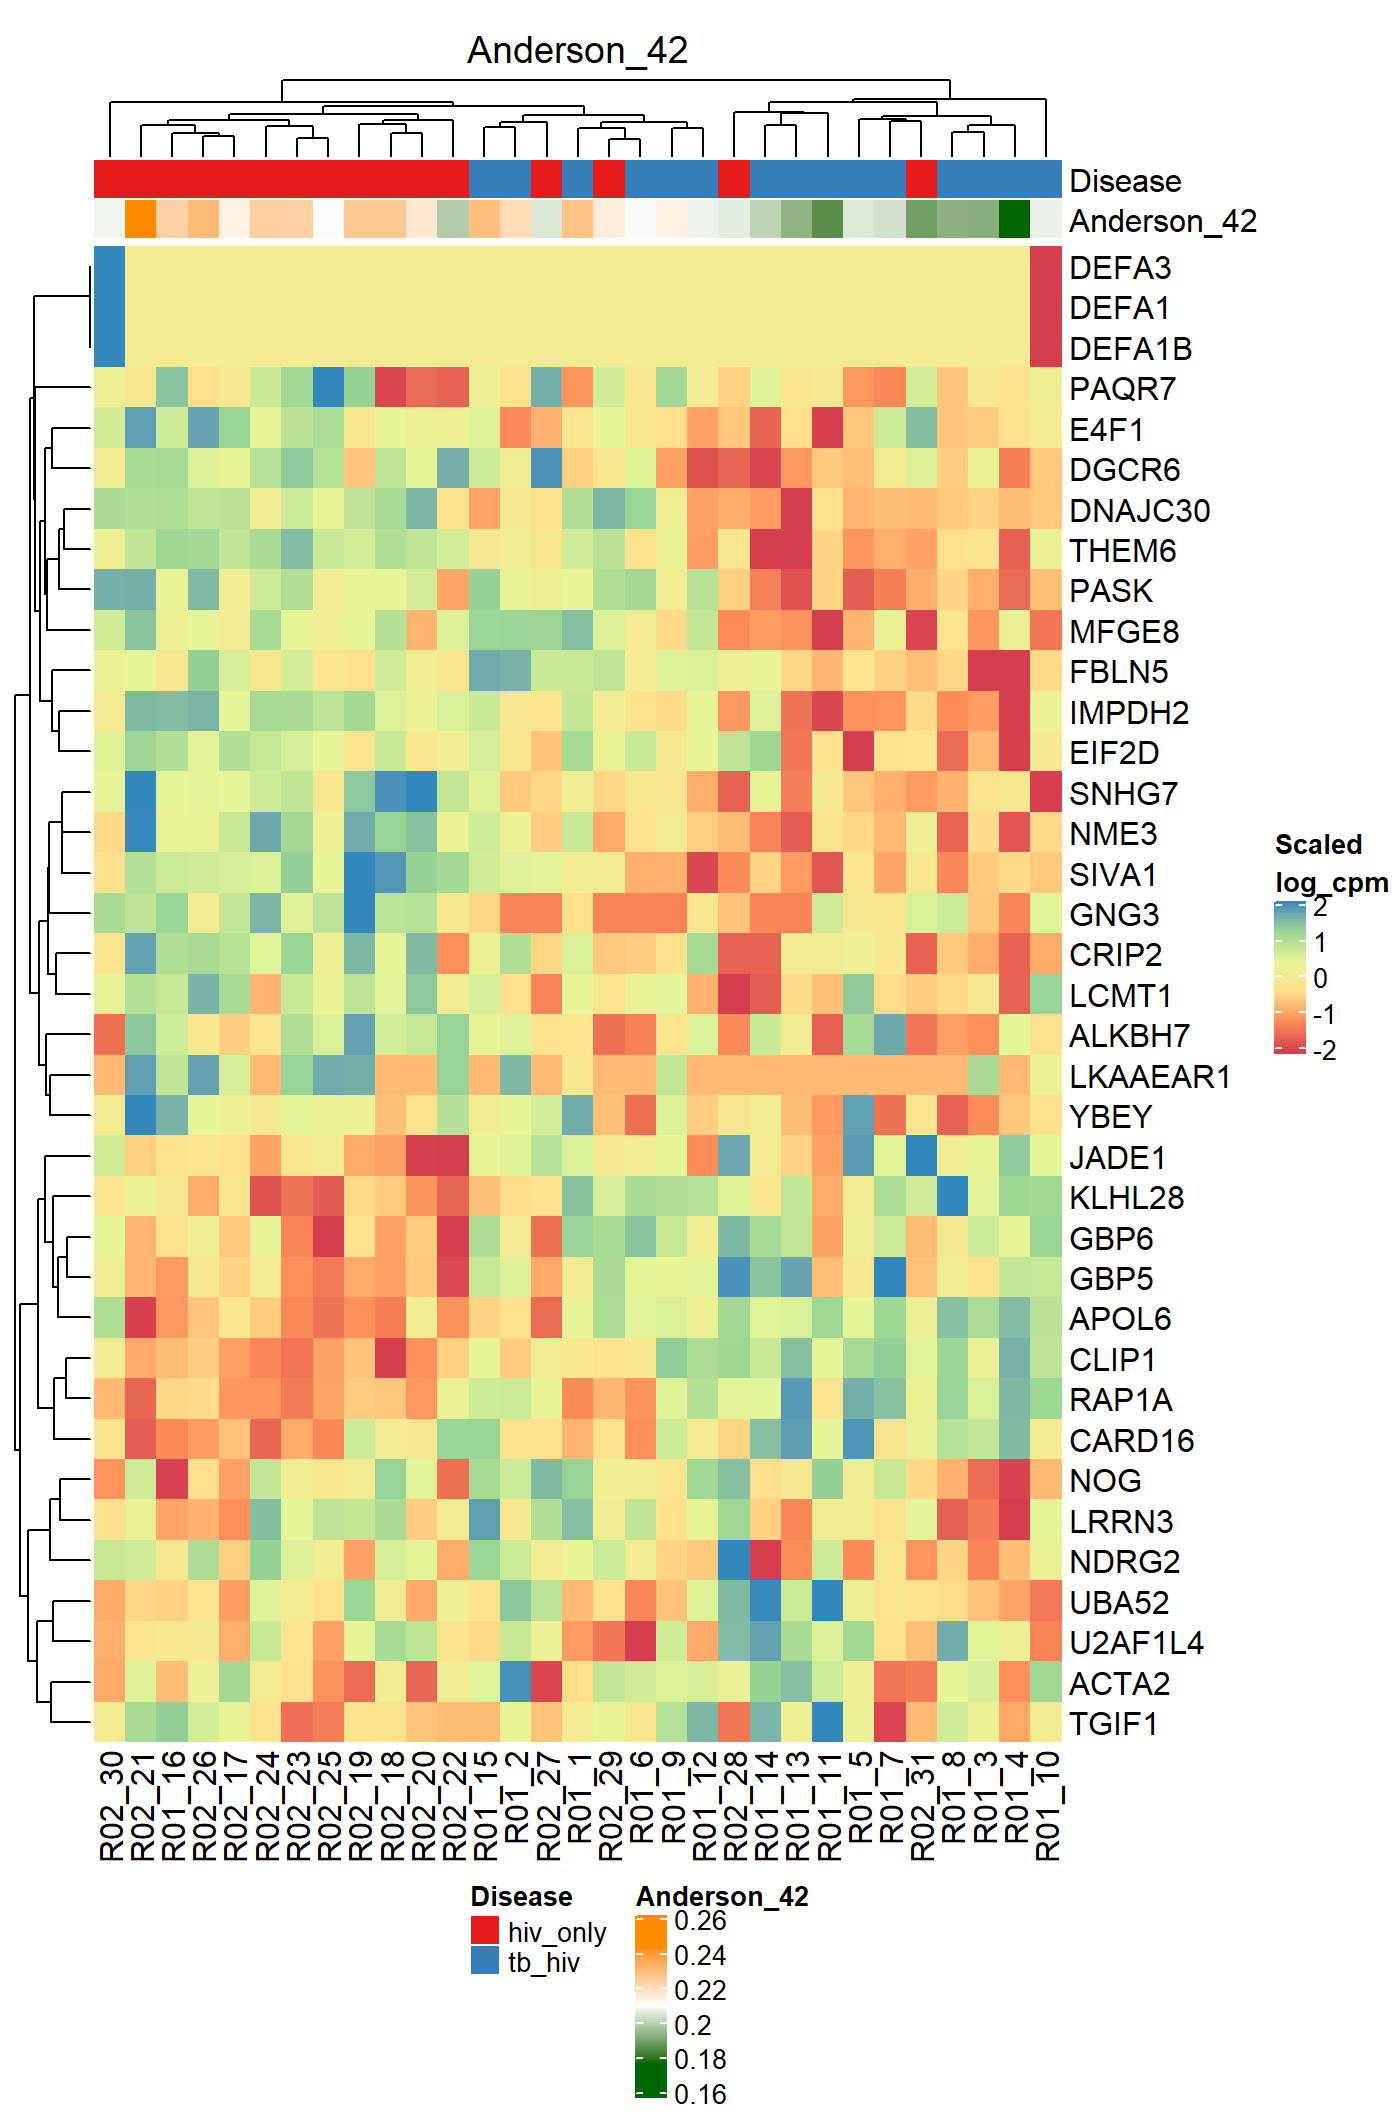 Anderson_42
Disease
Anderson_42
DEFA3
DEFA1
DEFA1B
PAQR7
E4F1
DGCR6
DNAJC30
THEM6
PASK
MFGE8
FBLN5
IMPDH2
EIF2D
SNHG7
NME3
SIVA1
GNG3
CRIP2
LCMT1
ALKBH7
LKAAEAR1
YBEY
JADE1
KLHL28
GBP6
GBP5
APOL6
CLIP1
RAP1A
CARD16
NOG
LRRN3
NDRG2
UBA52
U2AF1L4
ACTA2
TGIF1
Scaled
log_cpm
2
1
0
-1
-2
R02_30
R02_21
R01_16
R02_26
R02_17
R02_24
R02_23
R02_25
R02_19
R02_18
R02_20
R02_22
R01_15
R01_2
R02_27
R01_1
R02_29
R01_6
R01_9
R01_12
R02_28
R01_14
R01_13
R01_11
R01_5
R01_7
R02_31
R01_8
R01_3
R01_4
R01_10
Disease
hiv_only
tb_hiv
Anderson_42
0.26
0.24
0.22
0.2
0.18
0.16